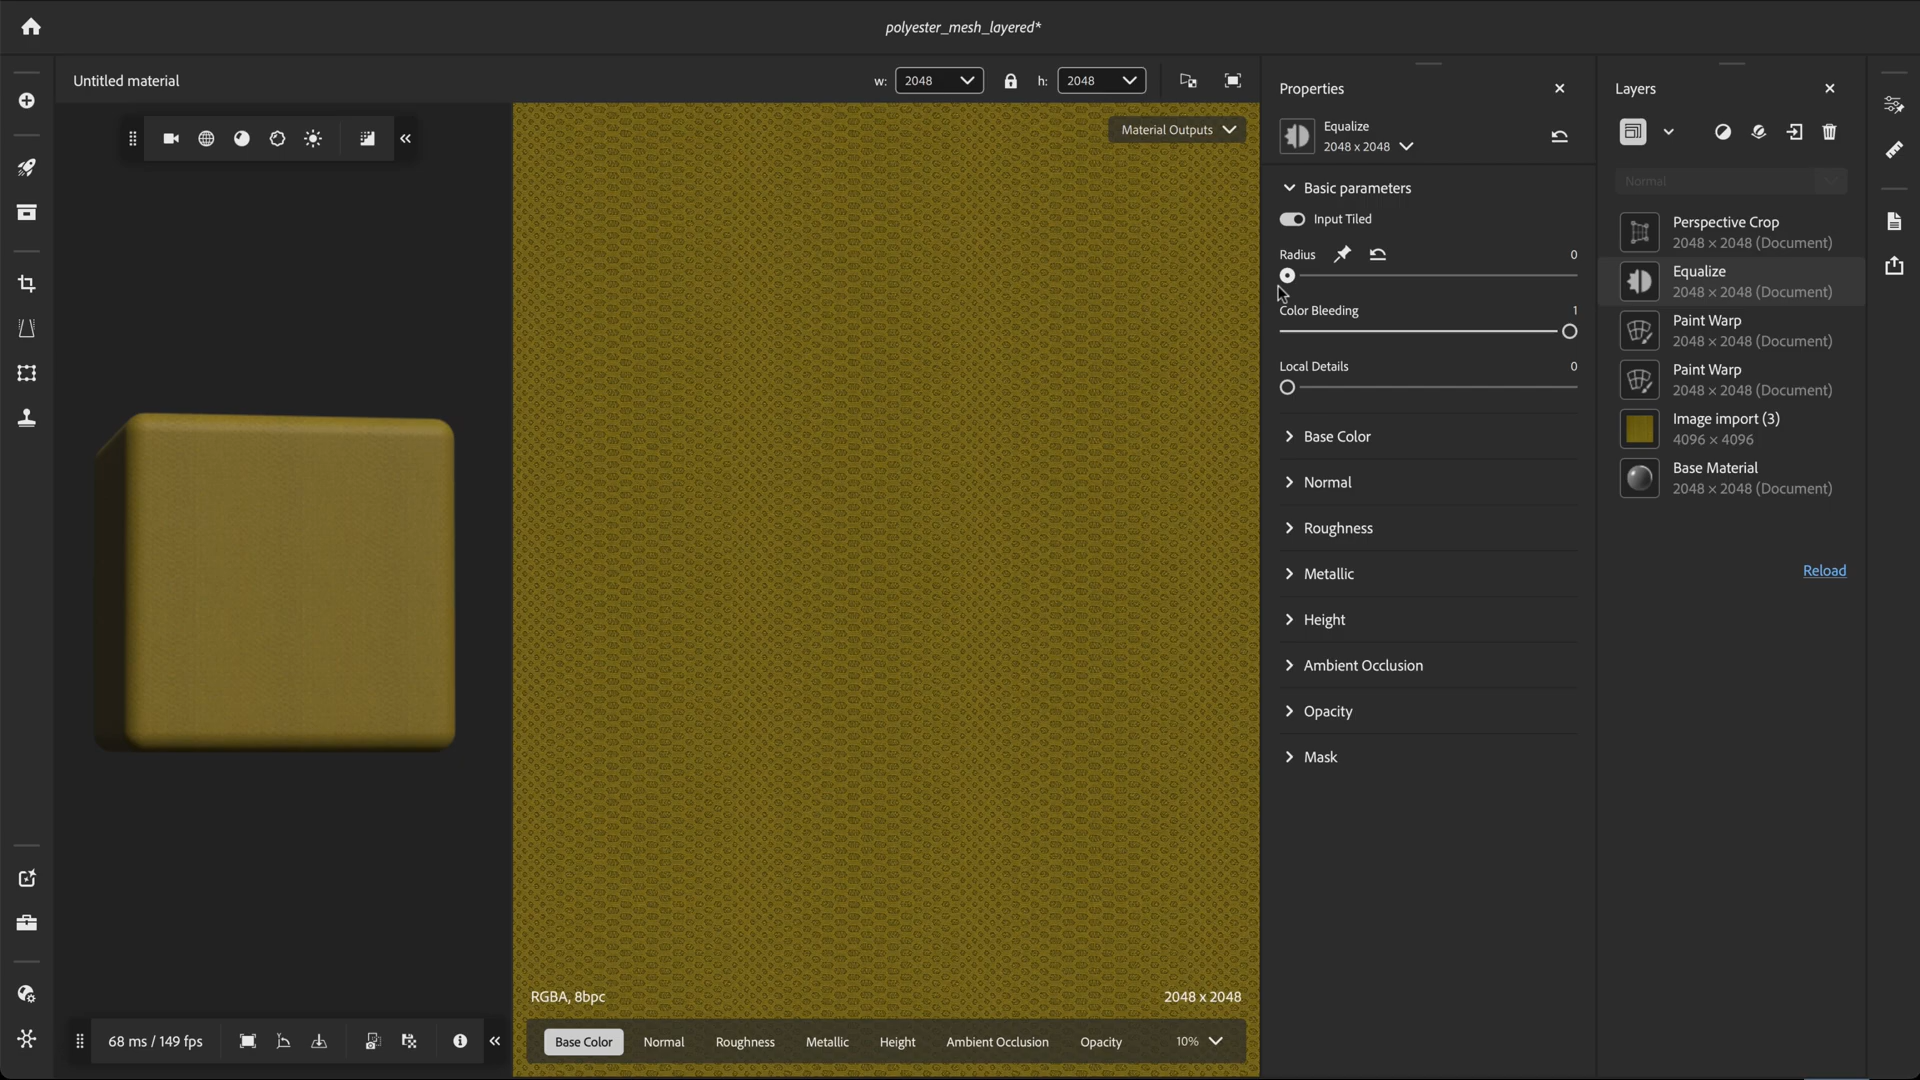 polyester_mesh_layered*
Untitled material
w: 2048 h: 2048
Material Outputs
Properties
Equalize
2048 x 2048
Basic parameters
Input Tiled
Radius 0
Color Bleeding 1
Local Details 0
Base Color
Normal
Roughness
Metallic
Height
Ambient Occlusion
Opacity
Mask
Layers
Normal
Perspective Crop
2048 × 2048 (Document)
Equalize
2048 × 2048 (Document)
Paint Warp
2048 × 2048 (Document)
Paint Warp
2048 × 2048 (Document)
Image import (3)
4096 × 4096
Base Material
2048 × 2048 (Document)
Reload
RGBA, 8bpc 2048 x 2048
68 ms / 149 fps
Base Color Normal Roughness Metallic Height Ambient Occlusion Opacity 10%